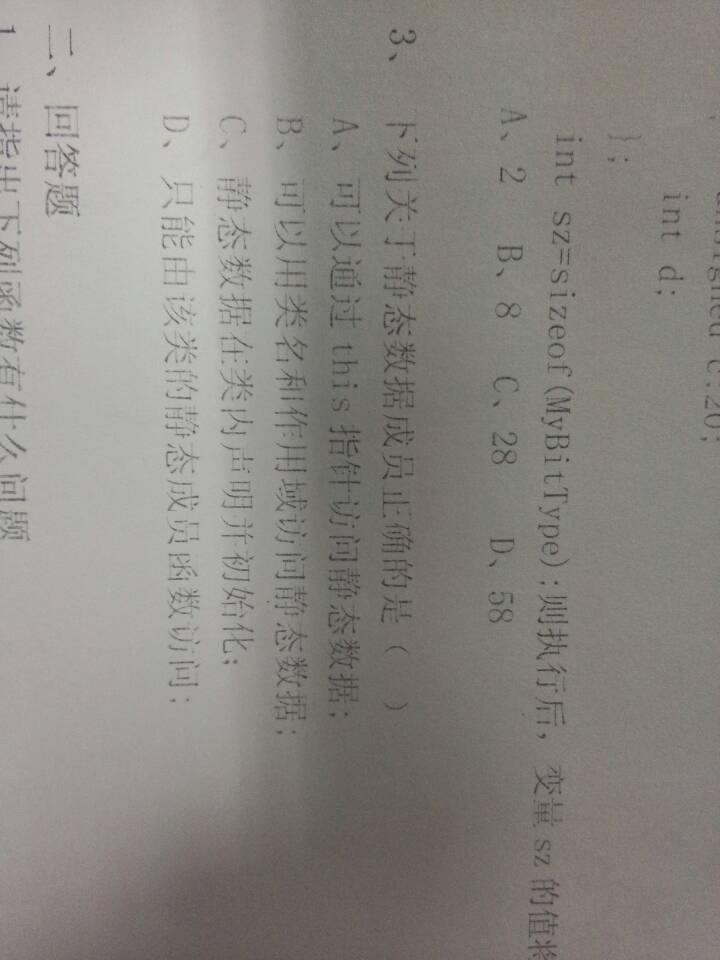 unsigned c:20;
int d;
};
int sz=sizeof(MyBitType);则执行后，变量 sz 的值将
A、2 B、8 C、28 D、58
3、 下列关于静态数据成员正确的是（ ）
A、可以通过 this 指针访问静态数据；
B、可以用类名和作用域访问静态数据；
C、静态数据在类内声明并初始化；
D、只能由该类的静态成员函数访问；
二、回答题
1 请指出下列函数有什么问题